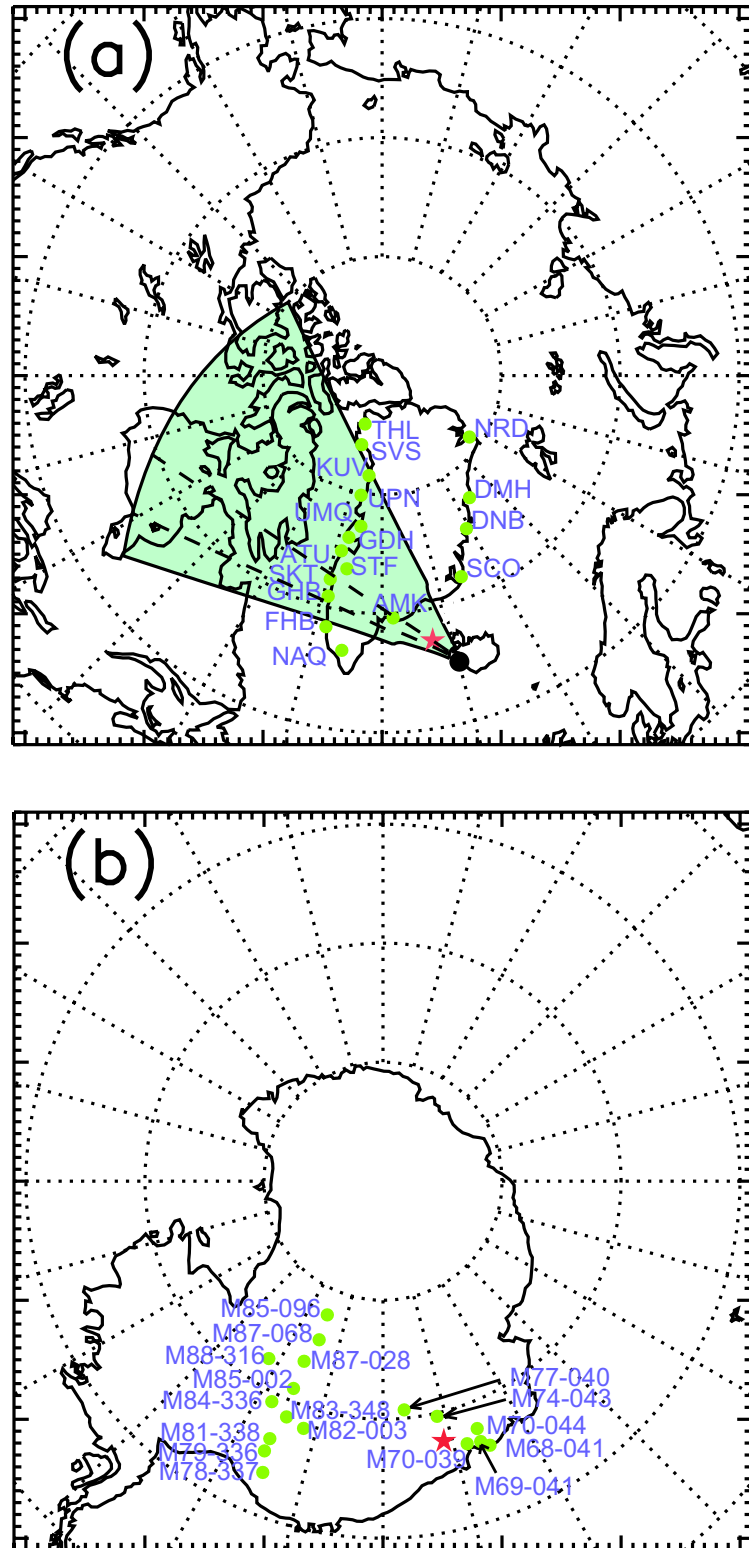 (a)
THL
NRD
SVS
KUV
UPN
DMH
UMQ
DNB
GDH
ATU
STF
SKT
SCO
GHB
AMK
FHB
NAQ
(b)
M85-096
M87-068
M88-316
M87-028
M85-002
M77-040
M84-336
M83-348
M74-043
M82-003
M70-044
M81-338
M79-336
M70-039
M68-041
M78-337
M69-041